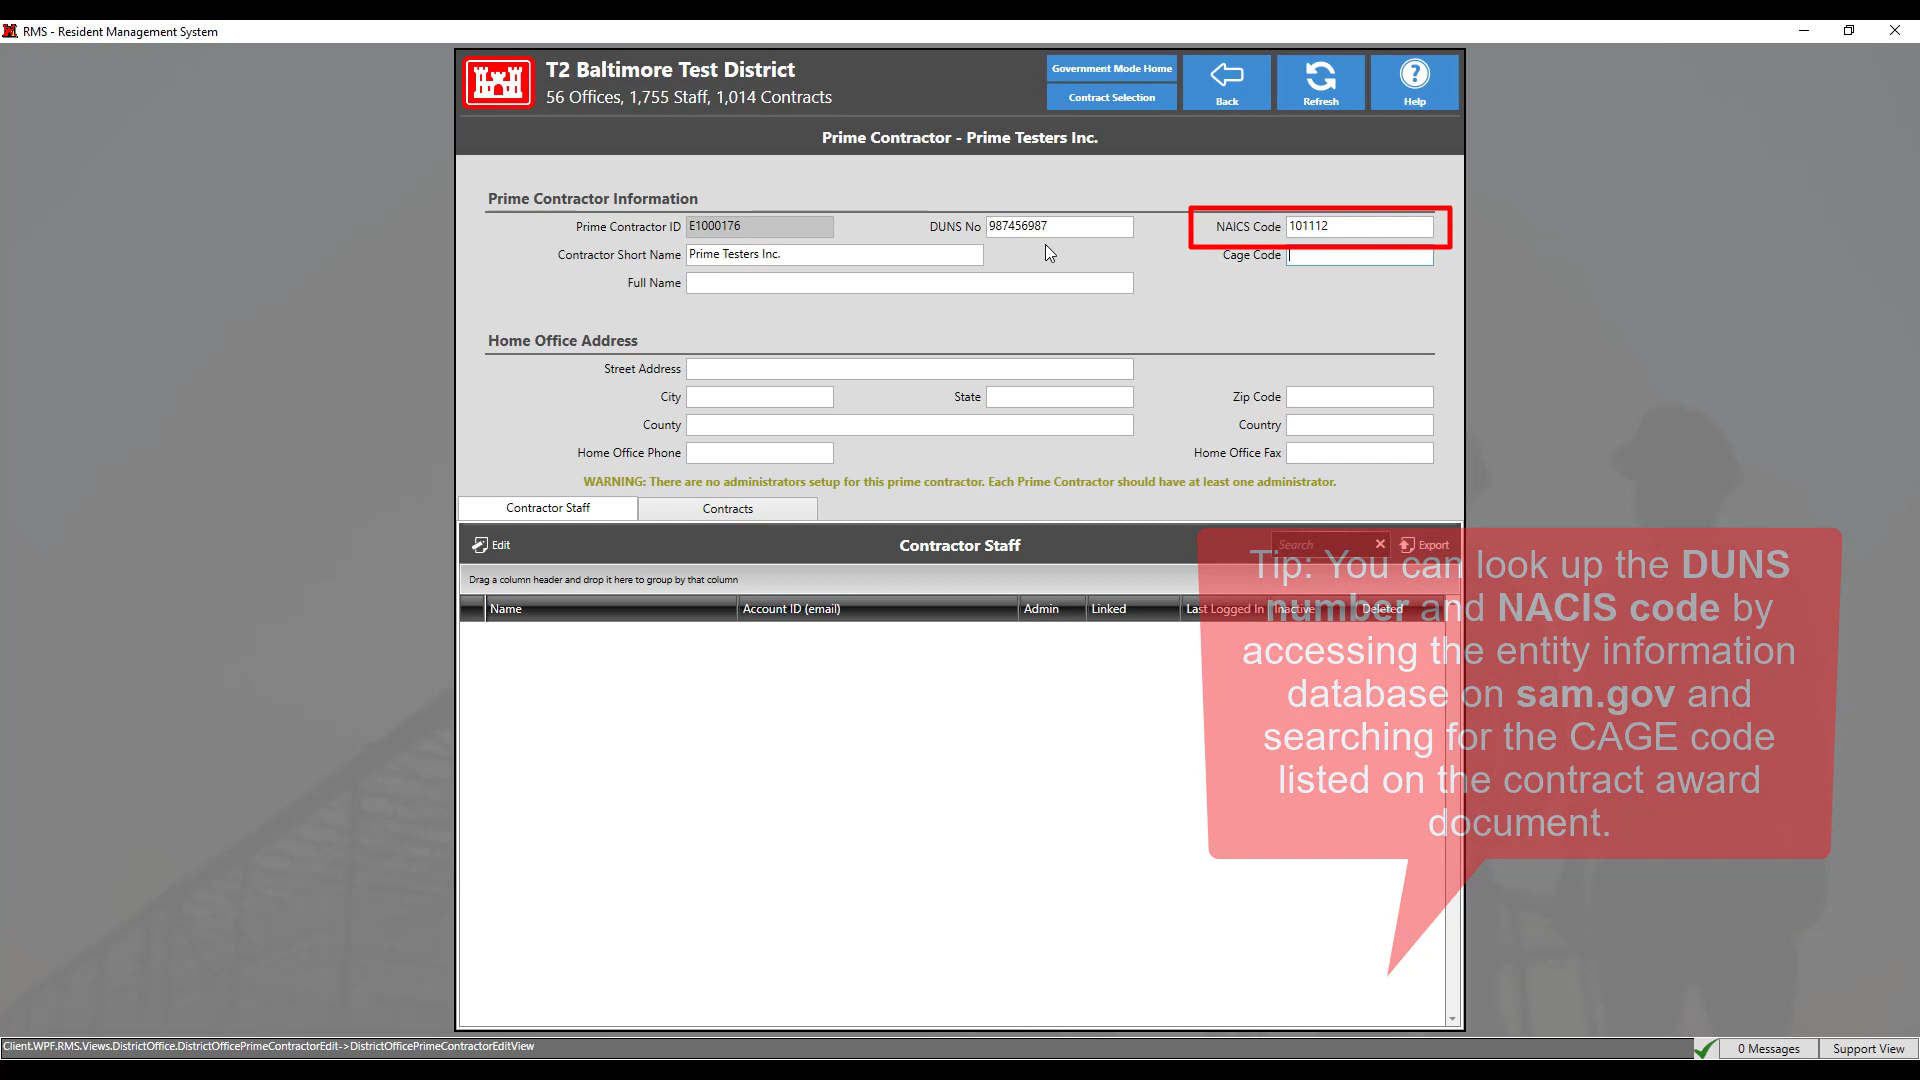 RMS - Resident Management System
T2 Baltimore Test District
56 Offices, 1,755 Staff, 1,014 Contracts
Government Mode Home
Contract Selection
Back
Refresh
Help
Prime Contractor - Prime Testers Inc.
Prime Contractor Information
Prime Contractor ID E1000176
DUNS No 987456987
NAICS Code 101112
Contractor Short Name Prime Testers Inc.
Cage Code
Full Name
Home Office Address
Street Address
City
State
Zip Code
County
Country
Home Office Phone
Home Office Fax
WARNING: There are no administrators setup for this prime contractor. Each Prime Contractor should have at least one administrator.
Contractor Staff
Contracts
Edit
Contractor Staff
Search
Export
Drag a column header and drop it here to group by that column
Name
Account ID (email)
Admin
Linked
Last Logged In
Inactive
Deleted
Tip: You can look up the DUNS
number and NACIS code by
accessing the entity information
database on sam.gov and
searching for the CAGE code
listed on the contract award
document.
Client.WPF.RMS.Views.DistrictOffice.DistrictOfficePrimeContractorEdit->DistrictOfficePrimeContractorEditView
0 Messages
Support View